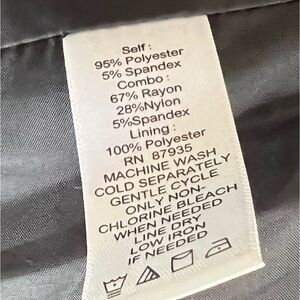 Self :
95% Polyester
5% Spandex
Combo :
67% Rayon
28%Nylon
5%Spandex
Lining :
100% Polyester
RN 87935
MACHINE WASH
COLD SEPARATELY
GENTLE CYCLE
ONLY NON-
CHLORINE BLEACH
WHEN NEEDED
LINE DRY
LOW IRON
IF NEEDED